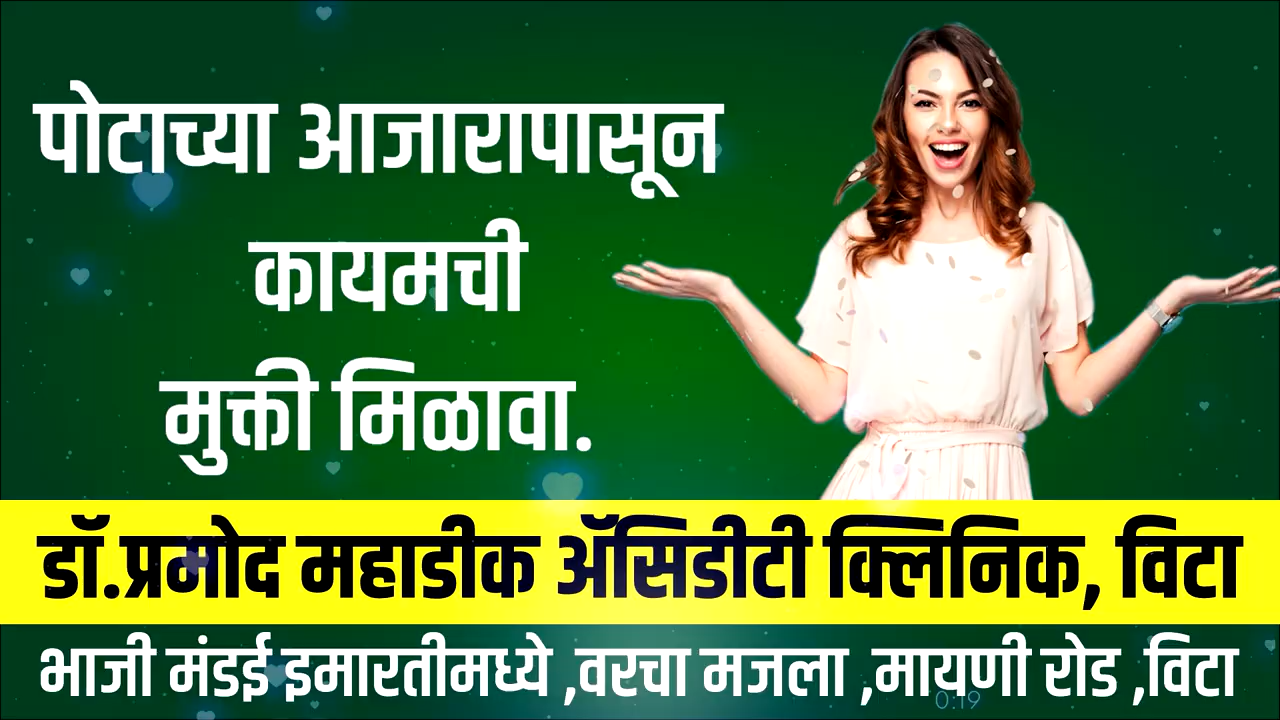 पोटाच्या आजारापासून
कायमची
मुक्ती मिळावा.
डॉ.प्रमोद महाडीक ॲसिडीटी क्लिनिक, विटा
भाजी मंडई इमारतीमध्ये ,वरचा मजला ,मायणी रोड ,विटा
0:19